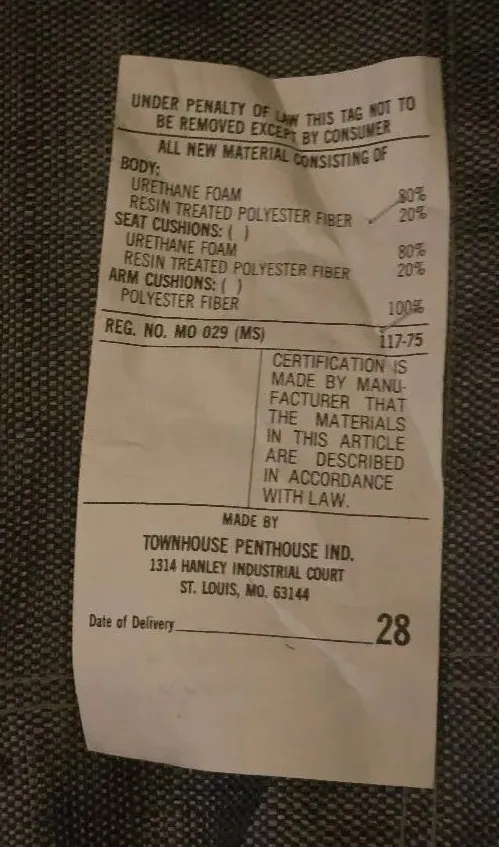 UNDER PENALTY OF LAW THIS TAG NOT TO
BE REMOVED EXCEPT BY CONSUMER
ALL NEW MATERIAL CONSISTING OF
BODY:
URETHANE FOAM 80%
RESIN TREATED POLYESTER FIBER 20%
SEAT CUSHIONS: ( )
URETHANE FOAM 80%
RESIN TREATED POLYESTER FIBER 20%
ARM CUSHIONS: ( )
POLYESTER FIBER 100%
REG. NO. MO 029 (MS) 117-75
CERTIFICATION IS
MADE BY MANU-
FACTURER THAT
THE MATERIALS
IN THIS ARTICLE
ARE DESCRIBED
IN ACCORDANCE
WITH LAW.
MADE BY
TOWNHOUSE PENTHOUSE IND.
1314 HANLEY INDUSTRIAL COURT
ST. LOUIS, MO. 63144
Date of Delivery 28